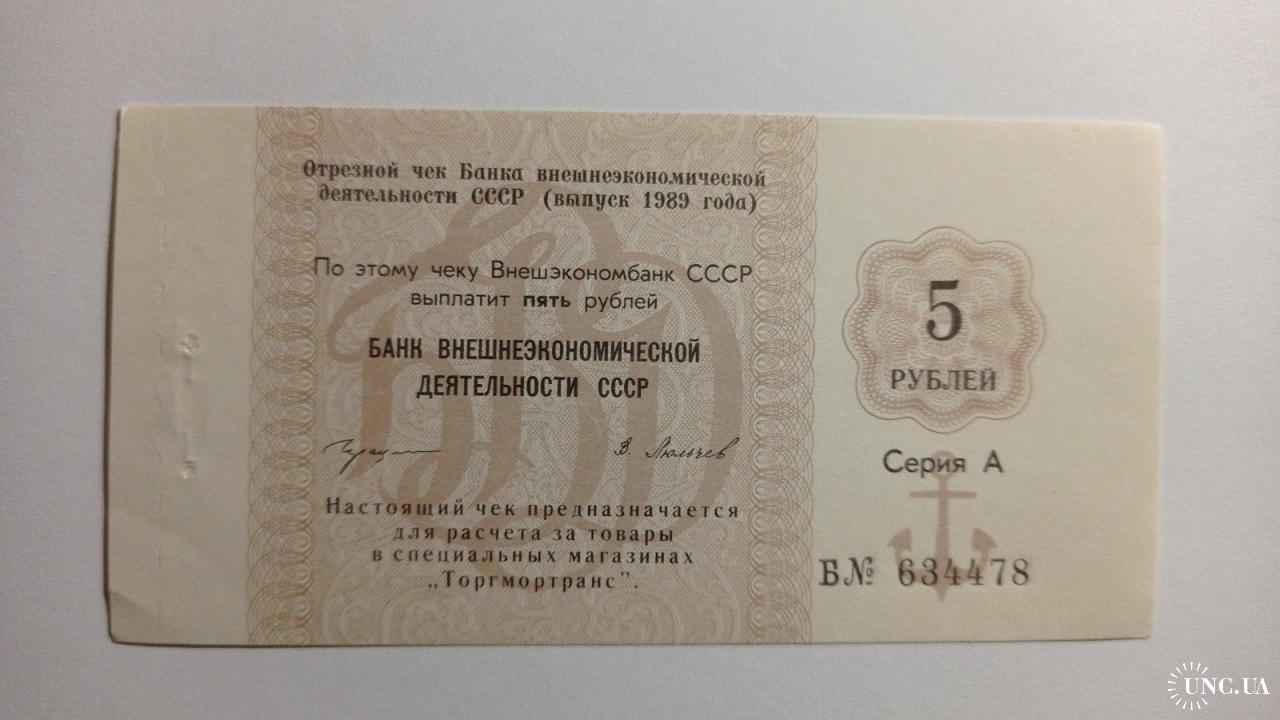 Отрезной чек Банка внешнеэкономической
деятельности СССР (выпуск 1989 года)
По этому чеку Внешэкономбанк СССР
выплатит пять рублей
БАНК ВНЕШНЕЭКОНОМИЧЕСКОЙ
ДЕЯТЕЛЬНОСТИ СССР
В. Люльчев
Настоящий чек предназначается
для расчета за товары
в специальных магазинах
„Торгмортранс".
5
РУБЛЕЙ
Серия А
Б№ 634478
UNC.UA